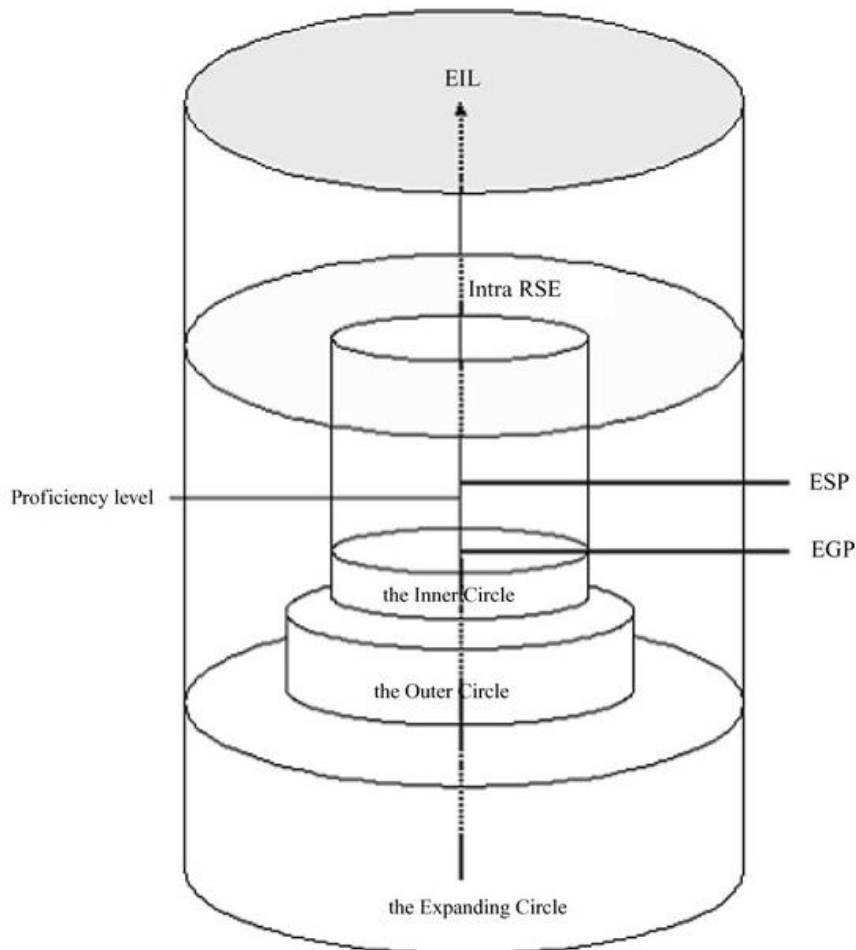 EIL
Intra RSE
ESP
Proficiency level
EGP
the Inner Circle
the Outer Circle
the Expanding Circle